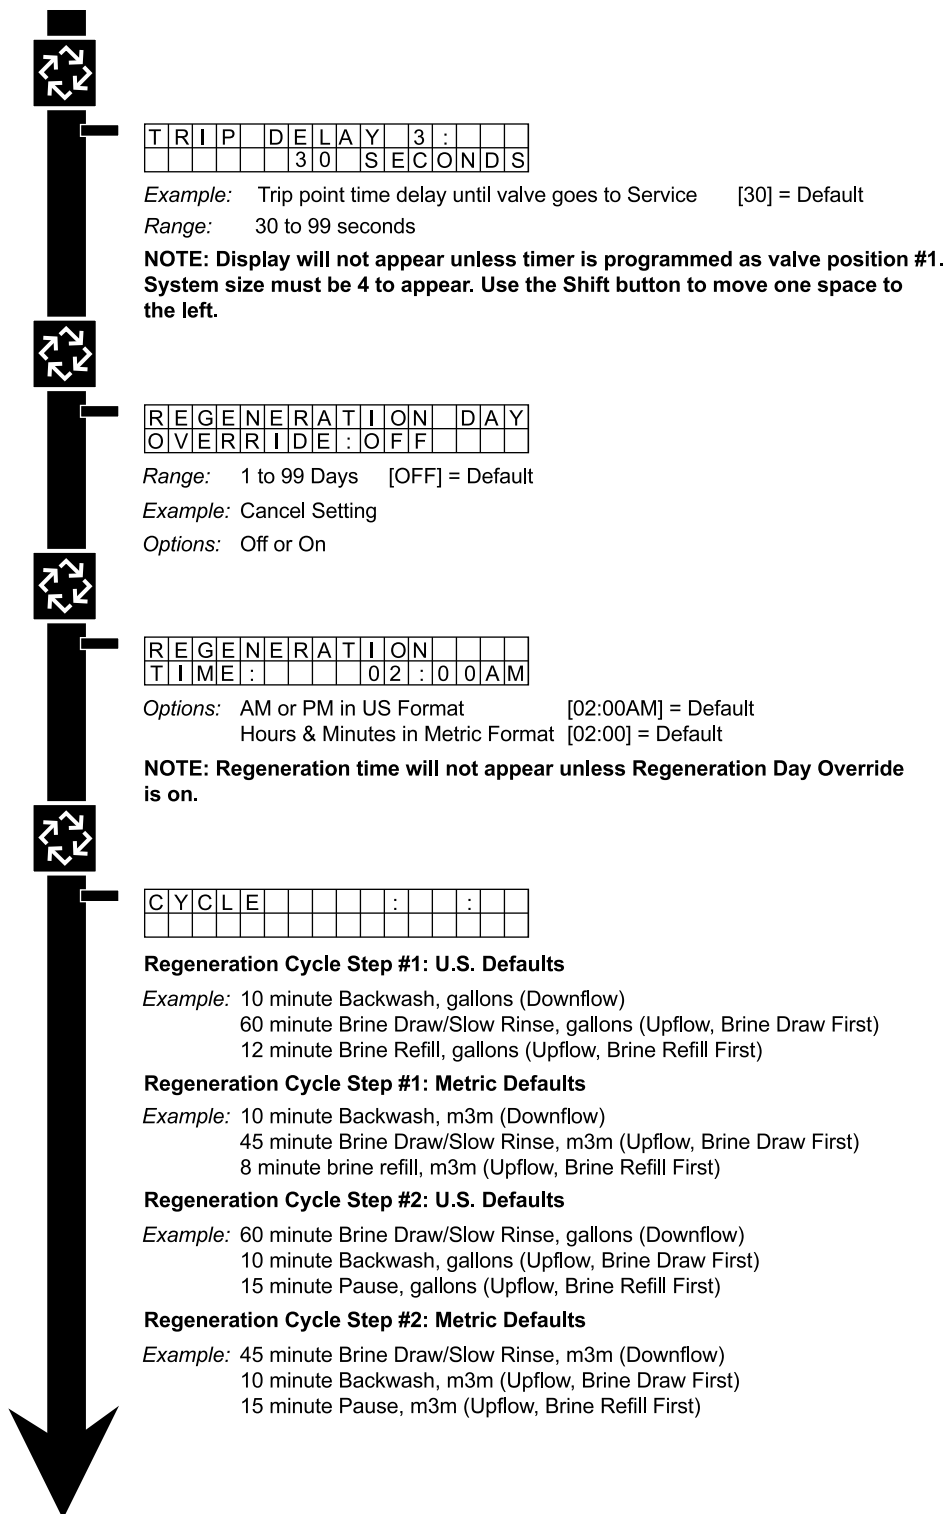 TRIP DELAY 3:
30 SECONDS
Example: Trip point time delay until valve goes to Service [30] = Default
Range: 30 to 99 seconds
NOTE: Display will not appear unless timer is programmed as valve position #1.
System size must be 4 to appear. Use the Shift button to move one space to
the left.
REGENERATION DAY
OVERRIDE:OFF
Range: 1 to 99 Days [OFF] = Default
Example: Cancel Setting
Options: Off or On
REGENERATION
TIME: 02:00AM
Options: AM or PM in US Format [02:00AM] = Default
Hours & Minutes in Metric Format [02:00] = Default
NOTE: Regeneration time will not appear unless Regeneration Day Override
is on.
CYCLE : :
Regeneration Cycle Step #1: U.S. Defaults
Example: 10 minute Backwash, gallons (Downflow)
60 minute Brine Draw/Slow Rinse, gallons (Upflow, Brine Draw First)
12 minute Brine Refill, gallons (Upflow, Brine Refill First)
Regeneration Cycle Step #1: Metric Defaults
Example: 10 minute Backwash, m3m (Downflow)
45 minute Brine Draw/Slow Rinse, m3m (Upflow, Brine Draw First)
8 minute brine refill, m3m (Upflow, Brine Refill First)
Regeneration Cycle Step #2: U.S. Defaults
Example: 60 minute Brine Draw/Slow Rinse, gallons (Downflow)
10 minute Backwash, gallons (Upflow, Brine Draw First)
15 minute Pause, gallons (Upflow, Brine Refill First)
Regeneration Cycle Step #2: Metric Defaults
Example: 45 minute Brine Draw/Slow Rinse, m3m (Downflow)
10 minute Backwash, m3m (Upflow, Brine Draw First)
15 minute Pause, m3m (Upflow, Brine Refill First)